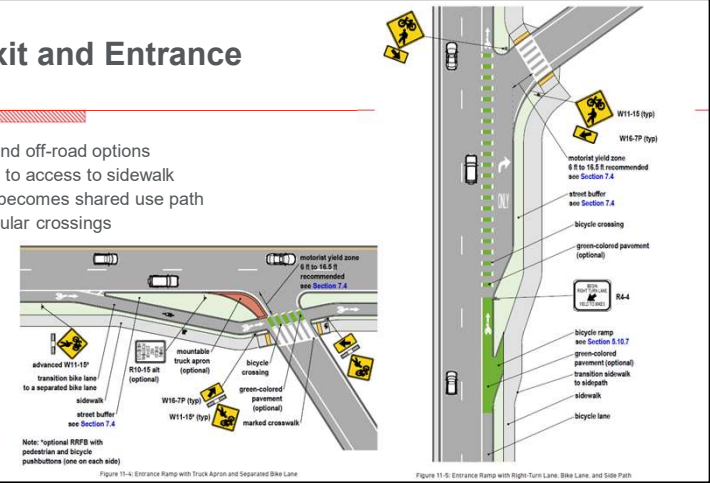 xit and Entrance
nd off-road options
to access to sidewalk
becomes shared use path
ular crossings
motorist yield zone
6 ft to 16.5 ft
recommended
see Section 7.4
advanced W11-15*
transition bike lane
to a separated bike lane
sidewalk
street buffer
see Section 7.4
R10-15 alt
(optional)
mountable
truck apron
(optional)
W16-7P (typ)
W11-15* (typ)
bicycle
crossing
green-colored
pavement
(optional)
marked crosswalk
Note: *optional RRFB with
pedestrian and bicycle
pushbuttons (one on each side)
Figure 11-4: Entrance Ramp with Truck Apron and Separated Bike Lane
W11-15 (typ)
W16-7P (typ)
motorist yield zone
6 ft to 16.5 ft recommended
see Section 7.4
ONLY
street buffer
see Section 7.4
bicycle crossing
green-colored pavement
(optional)
BEGIN
RIGHT TURN LANE
YIELD TO BIKES
R4-4
bicycle ramp
see Section 5.10.7
green-colored
pavement (optional)
transition sidewalk
to sidepath
sidewalk
bicycle lane
Figure 11-5: Entrance Ramp with Right-Turn Lane, Bike Lane, and Side Path